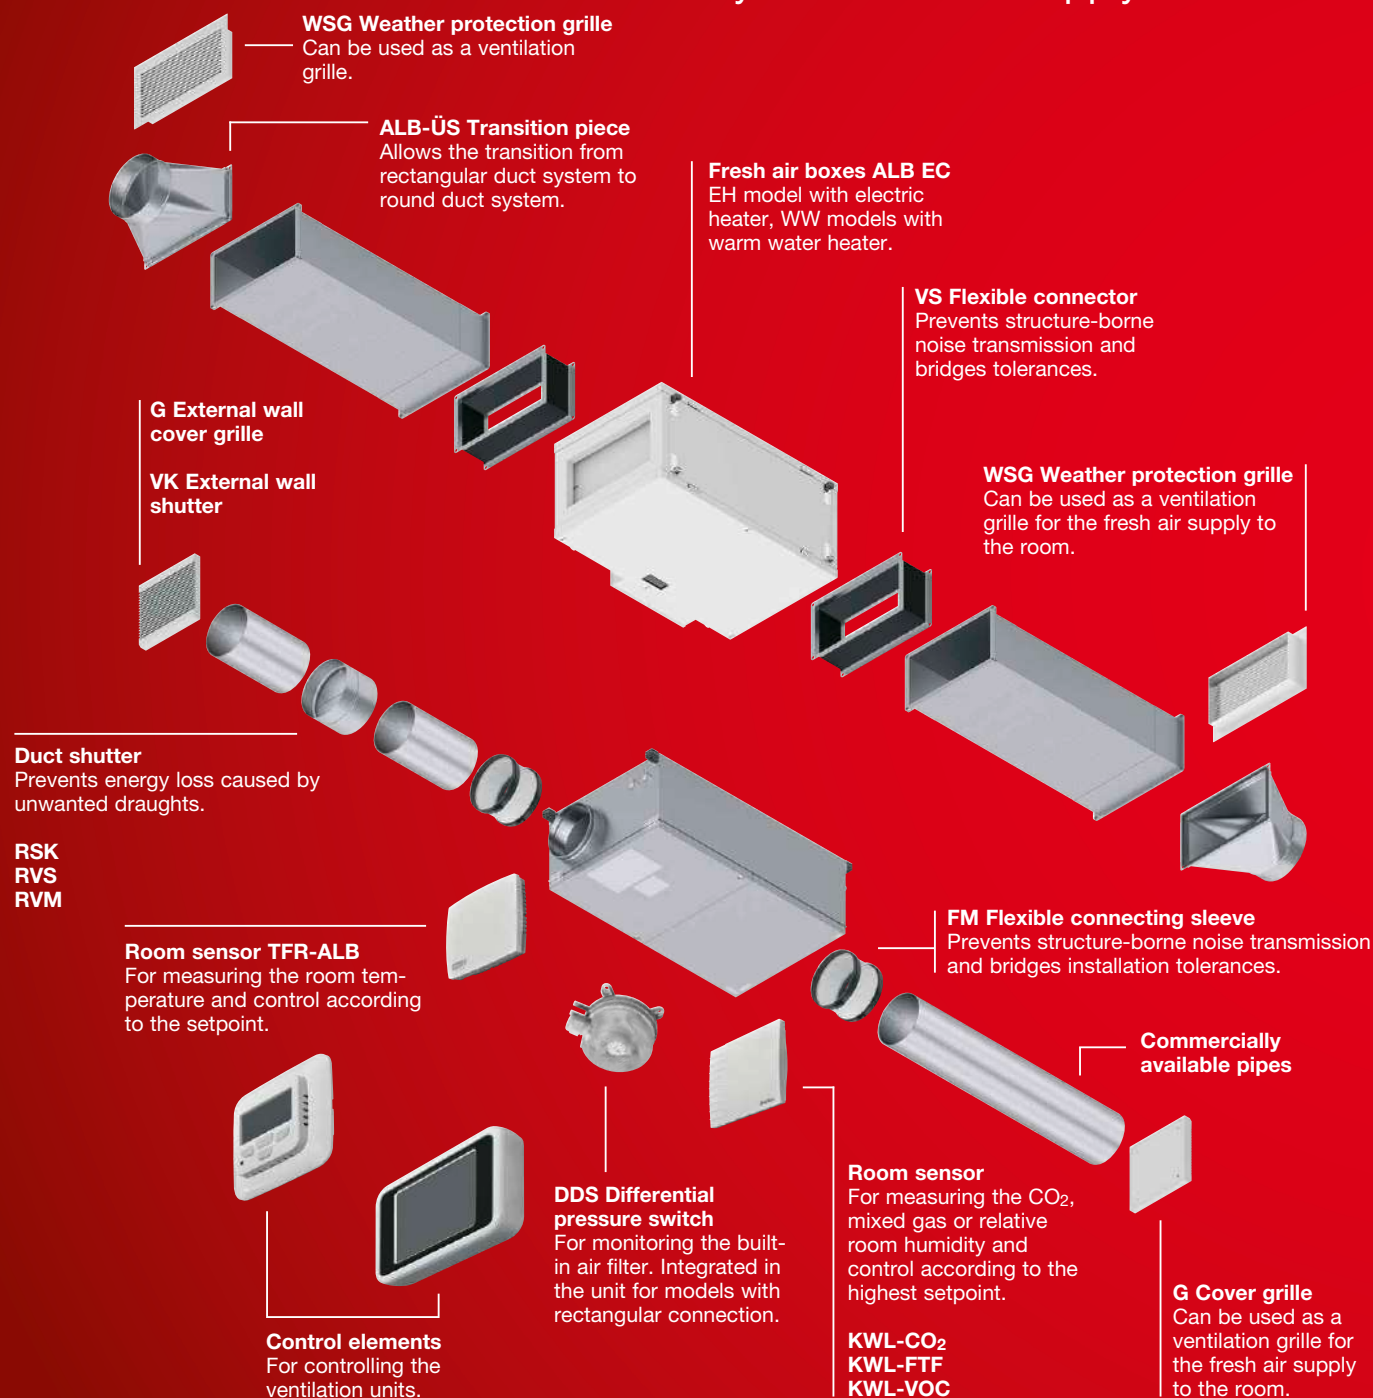 WSG Weather protection grille
Can be used as a ventilation
grille.
ALB-ÜS Transition piece
Allows the transition from
rectangular duct system to
round duct system.
Fresh air boxes ALB EC
EH model with electric
heater, WW models with
warm water heater.
VS Flexible connector
Prevents structure-borne
noise transmission and
bridges tolerances.
G External wall
cover grille
VK External wall
shutter
WSG Weather protection grille
Can be used as a ventilation
grille for the fresh air supply to
the room.
Duct shutter
Prevents energy loss caused by
unwanted draughts.
RSK
RVS
RVM
Room sensor TFR-ALB
For measuring the room tem-
perature and control according
to the setpoint.
FM Flexible connecting sleeve
Prevents structure-borne noise transmission
and bridges installation tolerances.
Commercially
available pipes
DDS Differential
pressure switch
For monitoring the built-
in air filter. Integrated in
the unit for models with
rectangular connection.
Room sensor
For measuring the CO2,
mixed gas or relative
room humidity and
control according to the
highest setpoint.
KWL-CO2
KWL-FTF
KWL-VOC
G Cover grille
Can be used as a
ventilation grille for
the fresh air supply
to the room.
Control elements
For controlling the
ventilation units.